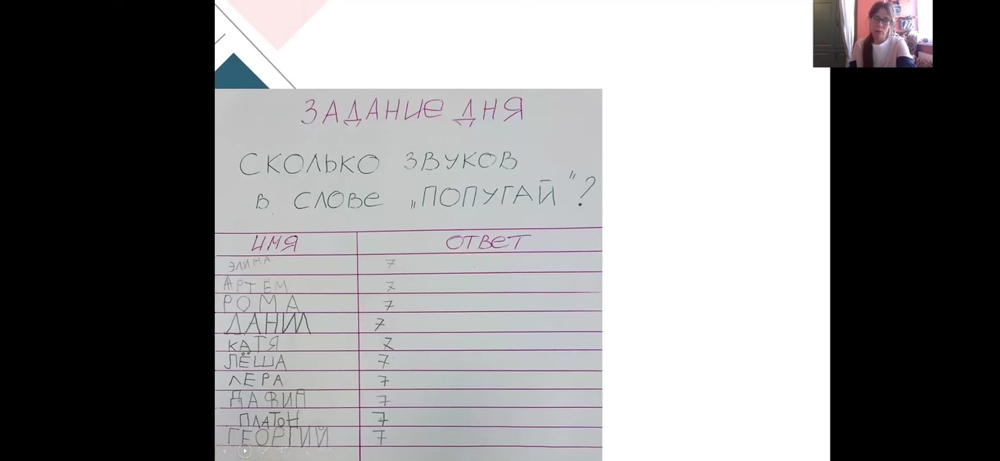 ЗАДАНИЕ ДНЯ
СКОЛЬКО ЗВУКОВ
В СЛОВЕ „ПОПУГАЙ"?
ИМЯ ОТВЕТ
ЭЛИНА 7
АРТЁМ 7
РОМА 7
ДАНИЛ 7
КАТЯ 7
ЛЁША 7
ЛЕРА 7
ДАВИД 7
ПЛАТОН 7
ГЕОРГИЙ 7